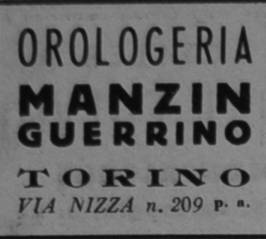 OROLOGERIA
MANZIN
GUERRINO
TORINO
VIA NIZZA n. 209 p. a.